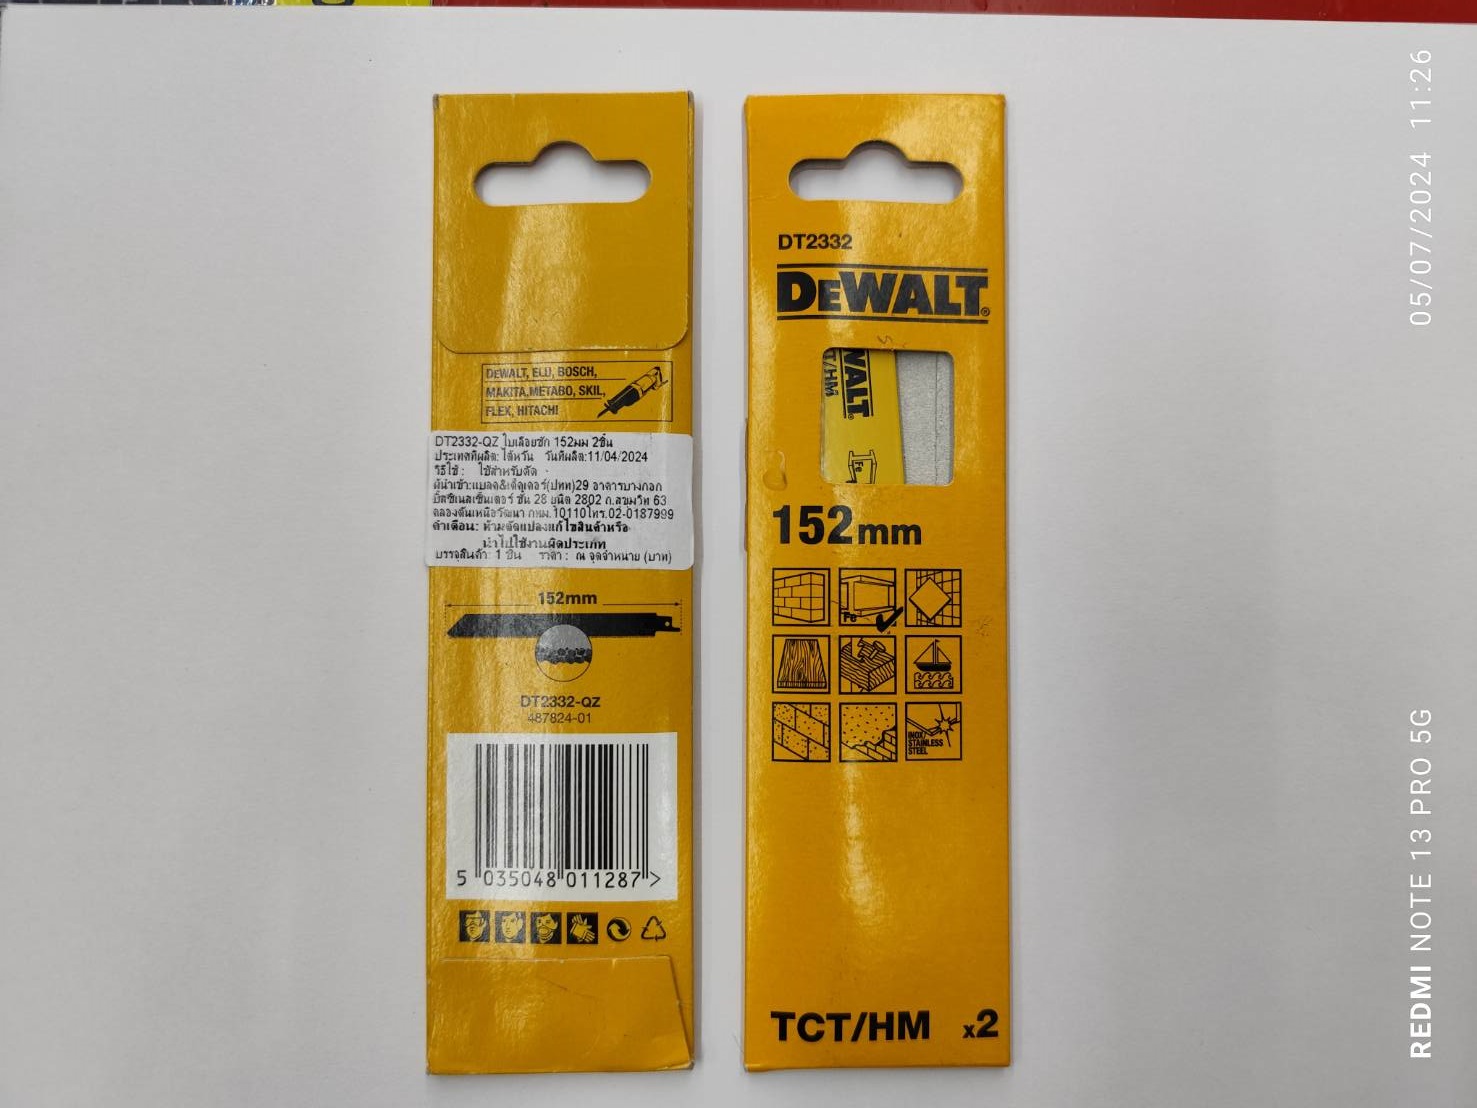 DEWALT, ELU, BOSCH,
MAKITA,METABO, SKIL,
FLEX, HITACHI
DT2332-QZ ใบเลื่อยชัก 152มม 2ชิ้น
ประเทศที่ผลิต: ไต้หวัน วันที่ผลิต:11/04/2024
วิธีใช้ : ใช้สำหรับตัด
ผู้นำเข้า:แบลค&เด็คเคอร์(ปทท)29 อาคารบางกอก
บิสซิเนสเซ็นเตอร์ ชั้น 28 ยูนิต 2802 ถ.สุขุมวิท 63
คลองตันเหนือวัฒนา กทม.10110โทร.02-0187999
คำเตือน: ห้ามดัดแปลงแก้ไขสินค้าหรือ
นำไปใช้งานผิดประเภท
บรรจุสินค้า: 1 ชิ้น ราคา : ณ จุดจำหน่าย (บาท)
152mm
DT2332-QZ
487824-01
5 035048 011287 >
DT2332
DEWALT®
EWALT®
T/HM
Fe
152mm
Fe
INOX/
STAINLESS
STEEL
TCT/HM x2
05/07/2024 11:26
REDMI NOTE 13 PRO 5G